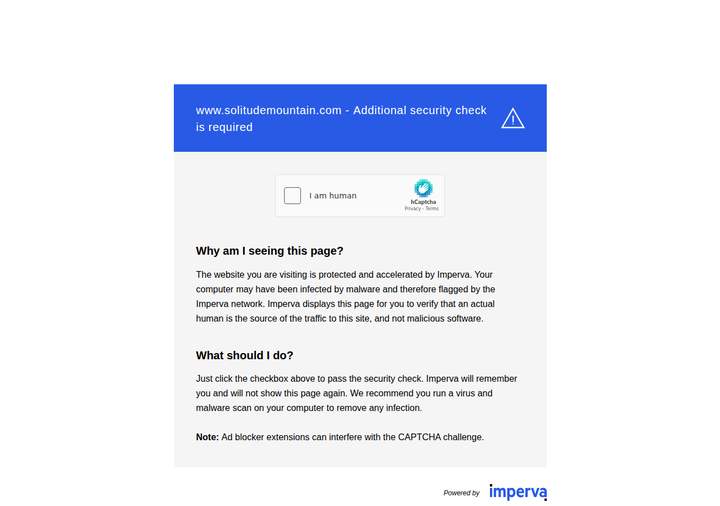 www.solitudemountain.com - Additional security check
is required
I am human
hCaptcha
Privacy - Terms
Why am I seeing this page?
The website you are visiting is protected and accelerated by Imperva. Your
computer may have been infected by malware and therefore flagged by the
Imperva network. Imperva displays this page for you to verify that an actual
human is the source of the traffic to this site, and not malicious software.
What should I do?
Just click the checkbox above to pass the security check. Imperva will remember
you and will not show this page again. We recommend you run a virus and
malware scan on your computer to remove any infection.
Note: Ad blocker extensions can interfere with the CAPTCHA challenge.
Powered by imperva